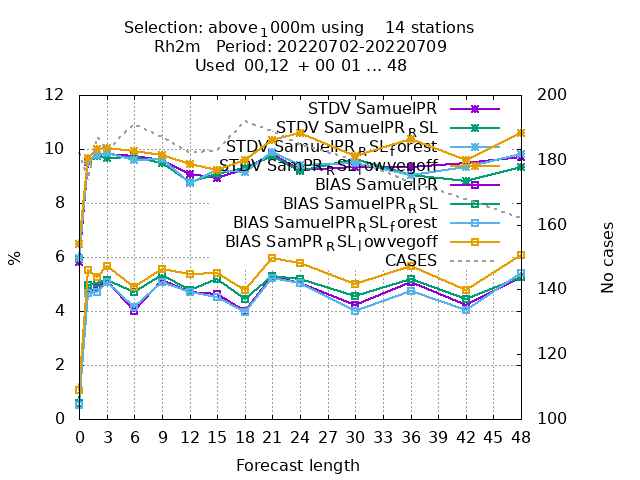 Selection: above₁000m using    14 stations
Rh2m   Period: 20220702-20220709
Used  00,12  + 00 01 ... 48
STDV SamuelPR
STDV SamuelPR_RSL
STDV SamuelPR_RSL_forest
STDV SamPR_RSL_lowvegoff
BIAS SamuelPR
BIAS SamuelPR_RSL
BIAS SamuelPR_RSL_forest
BIAS SamPR_RSL_lowvegoff
CASES
12
10
8
6
4
2
0
%
200
180
160
140
120
100
No cases
0 3 6 9 12 15 18 21 24 27 30 33 36 39 42 45 48
Forecast length